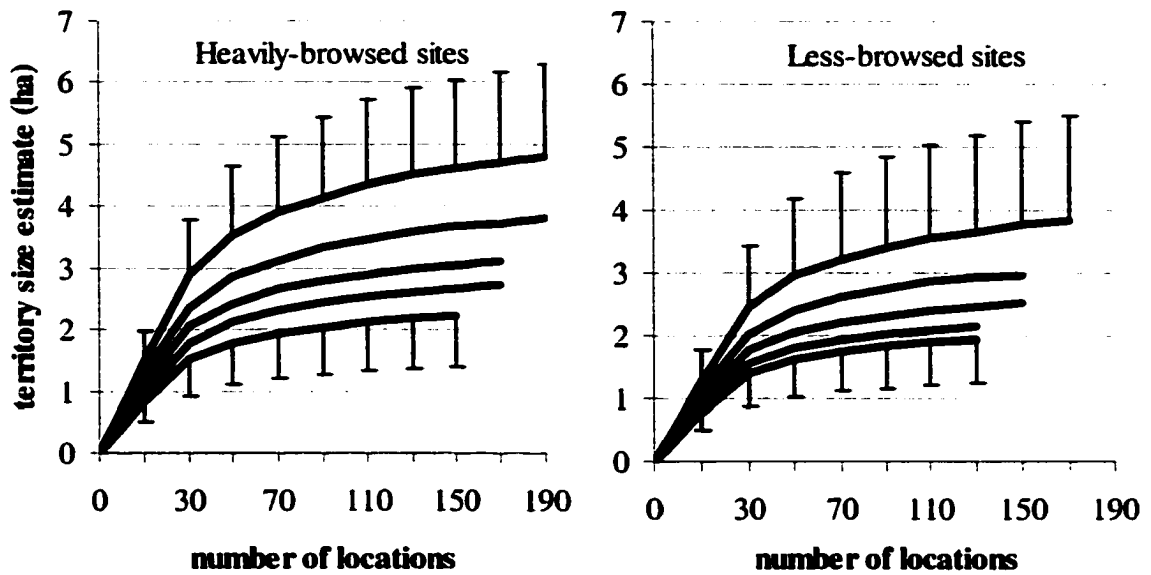 territory size estimate (ha)
Heavily-browsed sites
7
6
5
4
3
2
1
0
0 30 70 110 150 190
number of locations
Less-browsed sites
7
6
5
4
3
2
1
0
0 30 70 110 150 190
number of locations